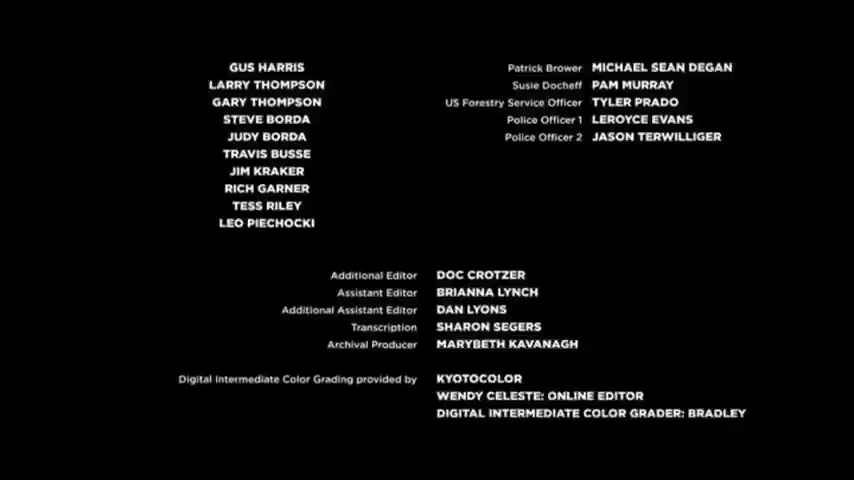 GUS HARRIS
LARRY THOMPSON
GARY THOMPSON
STEVE BORDA
JUDY BORDA
TRAVIS BUSSE
JIM KRAKER
RICH GARNER
TESS RILEY
LEO PIECHOCKI
Patrick Brower MICHAEL SEAN DEGAN
Susie Docheff PAM MURRAY
US Forestry Service Officer TYLER PRADO
Police Officer 1 LEROYCE EVANS
Police Officer 2 JASON TERWILLIGER
Additional Editor DOC CROTZER
Assistant Editor BRIANNA LYNCH
Additional Assistant Editor DAN LYONS
Transcription SHARON SEGERS
Archival Producer MARYBETH KAVANAGH
Digital Intermediate Color Grading provided by KYOTOCOLOR
WENDY CELESTE: ONLINE EDITOR
DIGITAL INTERMEDIATE COLOR GRADER: BRADLEY